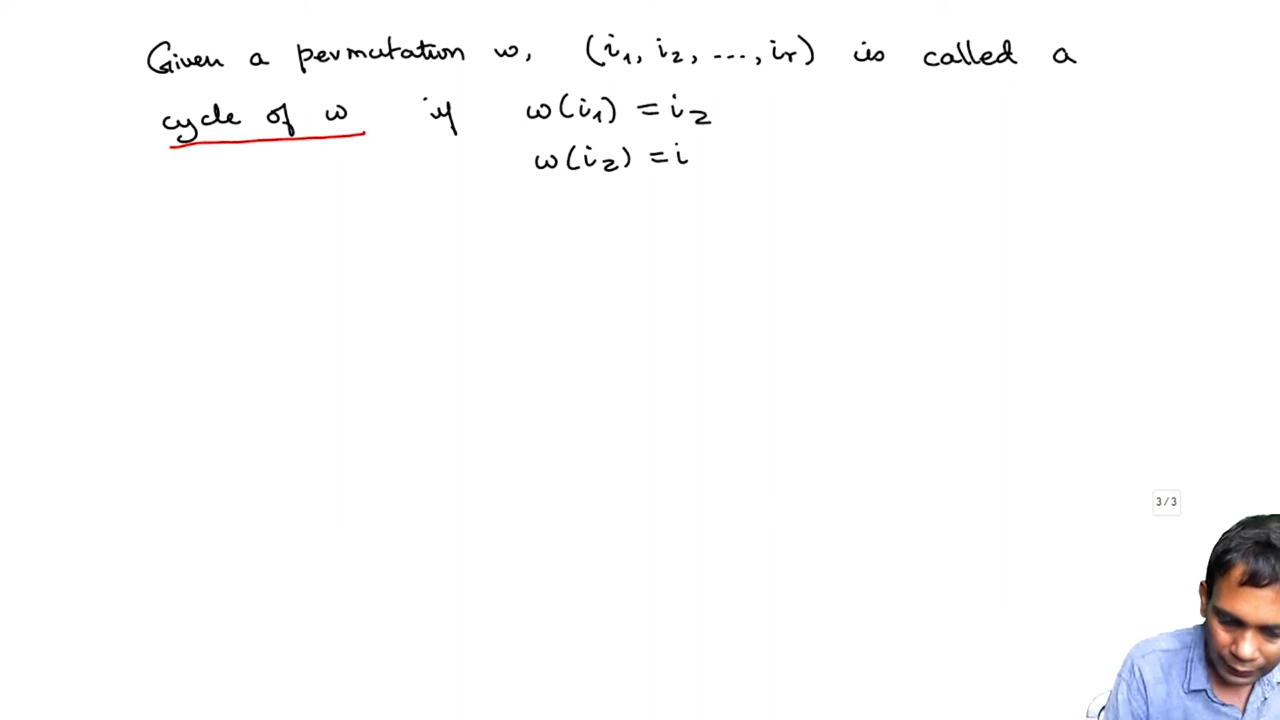 Given a permutation w, (i₁, i₂, ..., iᵣ) is called a
cycle of w if w(i₁) = i₂
w(i₂) = i
3/3